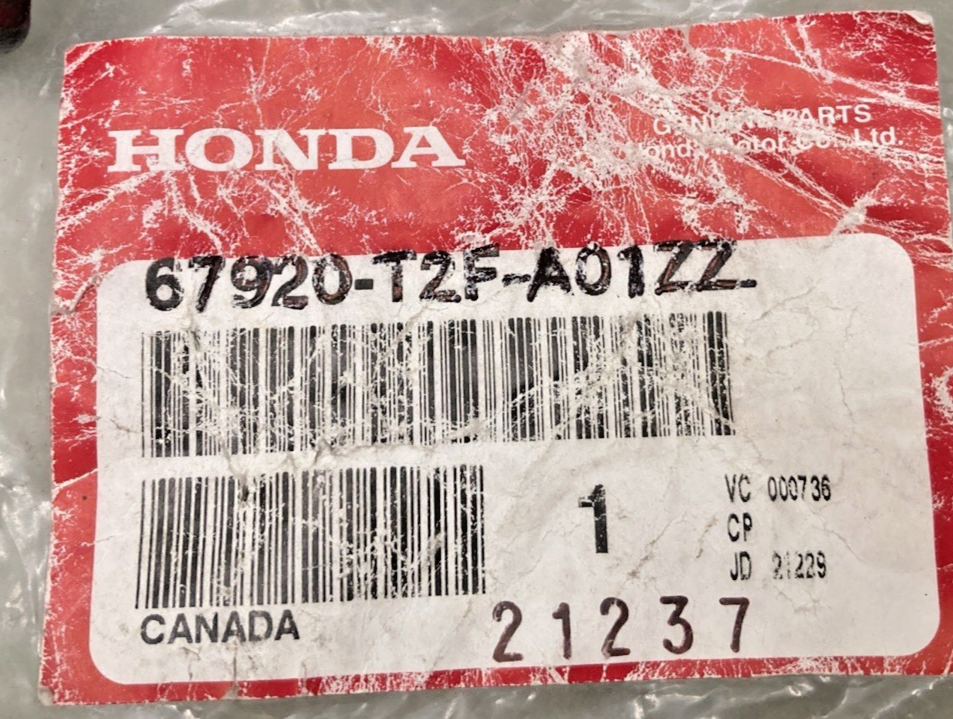 HONDA
GENUINE PARTS
Honda Motor Co., Ltd.
67920-T2F-A01ZZ
1
VC 000736
CP
JD 21229
CANADA
21237